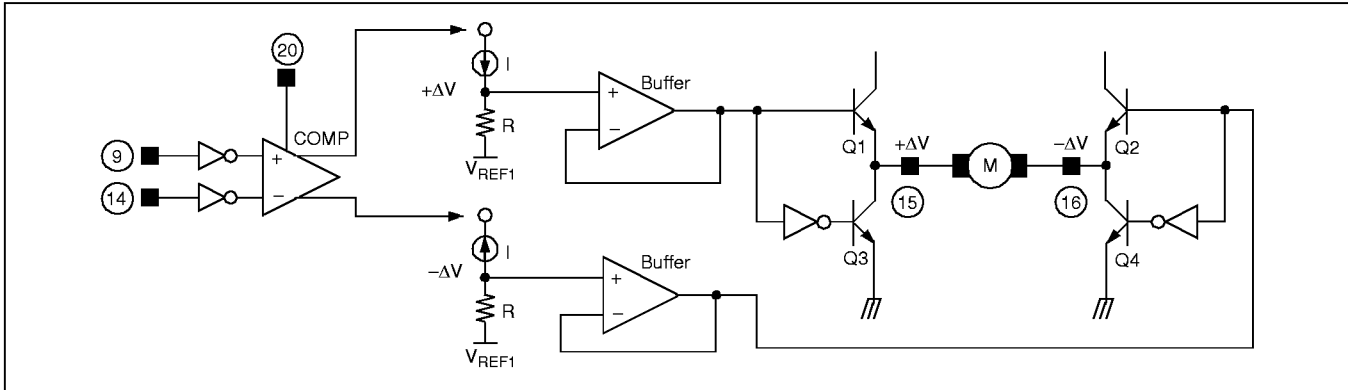 20
COMP
9
14
+
−
I
+ΔV
R
VREF1
Buffer
+
−
I
−ΔV
R
VREF1
Buffer
+
−
Q1
+ΔV
15
Q3
M
−ΔV
16
Q2
Q4